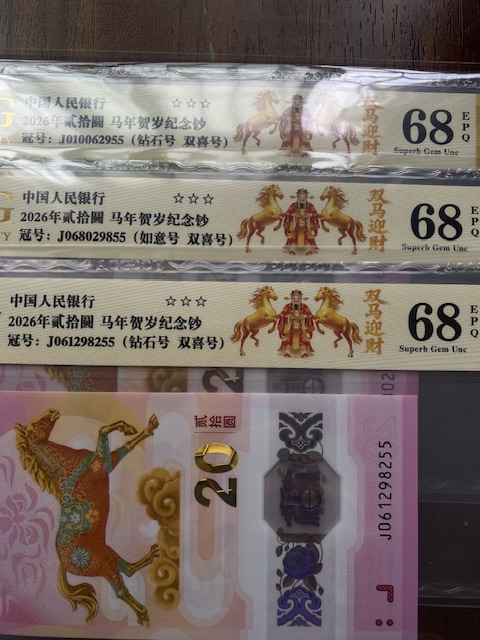 中国人民银行 ☆☆☆
2026年贰拾圆 马年贺岁纪念钞
冠号：J010062955（钻石号 双喜号）
双马迎财
68
EPQ
Superb Gem Unc
G
中国人民银行 ☆☆☆
2026年贰拾圆 马年贺岁纪念钞
冠号：J068029855（如意号 双喜号）
双马迎财
68
EPQ
Superb Gem Unc
G
TY
中国人民银行 ☆☆☆
2026年贰拾圆 马年贺岁纪念钞
冠号：J061298255（钻石号 双喜号）
双马迎财
68
EPQ
Superb Gem Unc
贰拾圆
20
J061298255